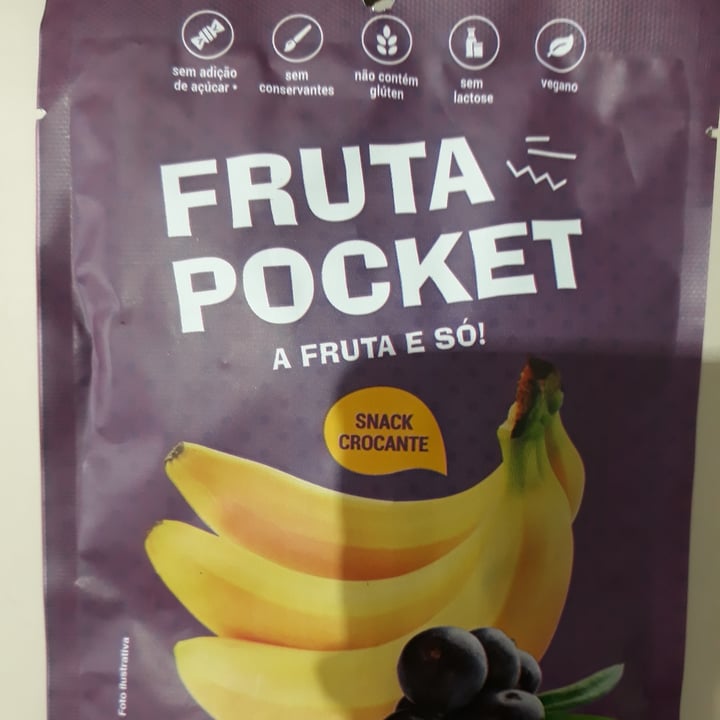 sem adição
de açúcar *
sem
conservantes
não contém
glúten
sem
lactose
vegano
FRUTA
POCKET
A FRUTA E SÓ!
SNACK
CROCANTE
Foto Ilustrativa